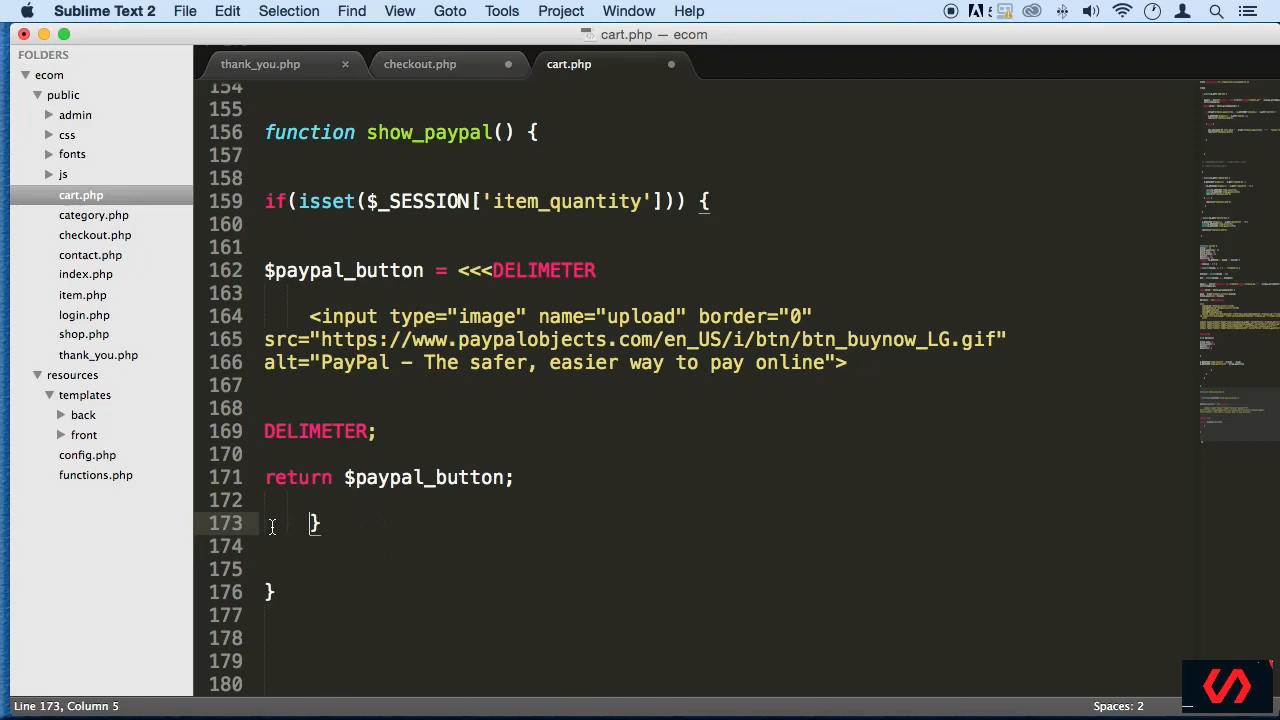 Sublime Text 2 File Edit Selection Find View Goto Tools Project Window Help
cart.php — ecom
FOLDERS
ecom
public
admin
css
fonts
js
cart.php
category.php
checkout.php
contact.php
index.php
item.php
login.php
shop.php
thank_you.php
resources
templates
back
front
config.php
functions.php
thank_you.php × checkout.php cart.php
154
155
156 function show_paypal() {
157
158
159 if(isset($_SESSION['item_quantity'])) {
160
161
162 $paypal_button = <<<DELIMETER
163
164 <input type="image" name="upload" border="0"
165 src="https://www.paypalobjects.com/en_US/i/btn/btn_buynow_LG.gif"
166 alt="PayPal - The safer, easier way to pay online">
167
168
169 DELIMETER;
170
171 return $paypal_button;
172
173 }
174
175
176 }
177
178
179
180
Line 173, Column 5 Spaces: 2